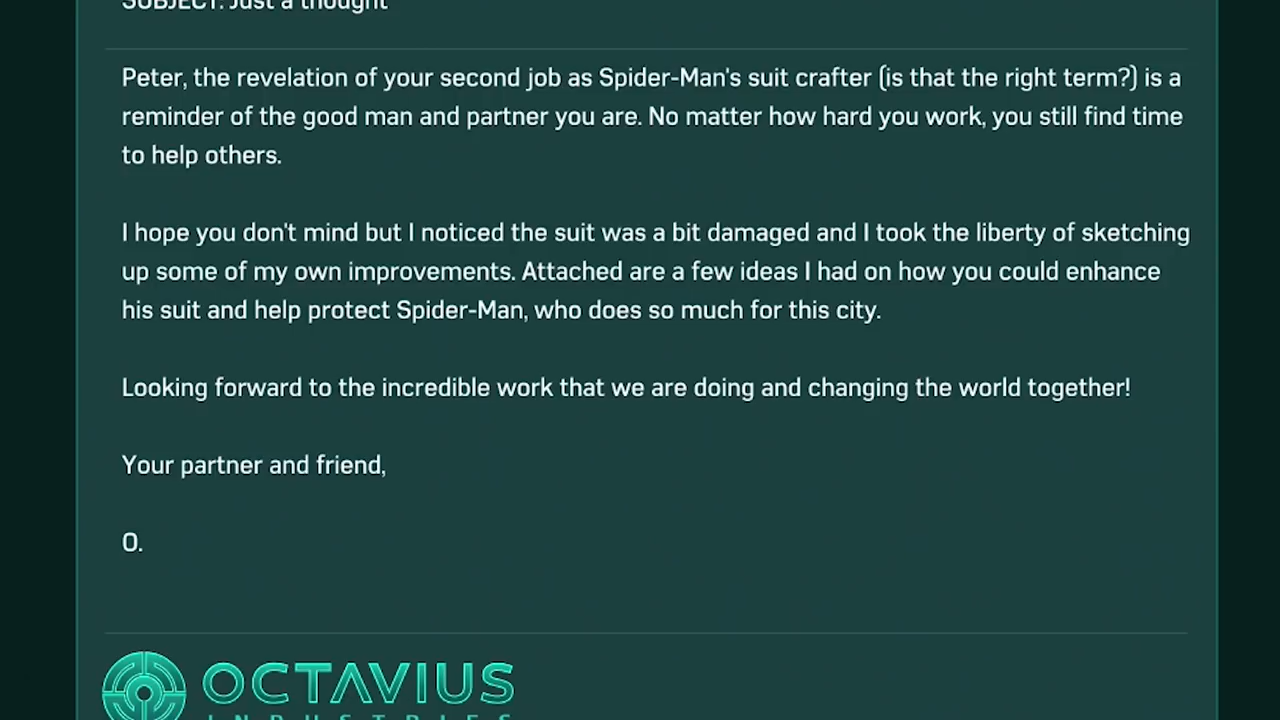 SUBJECT: Just a thought
Peter, the revelation of your second job as Spider-Man's suit crafter (is that the right term?) is a
reminder of the good man and partner you are. No matter how hard you work, you still find time
to help others.
I hope you don't mind but I noticed the suit was a bit damaged and I took the liberty of sketching
up some of my own improvements. Attached are a few ideas I had on how you could enhance
his suit and help protect Spider-Man, who does so much for this city.
Looking forward to the incredible work that we are doing and changing the world together!
Your partner and friend,
O.
OCTAVIUS
INDUSTRIES